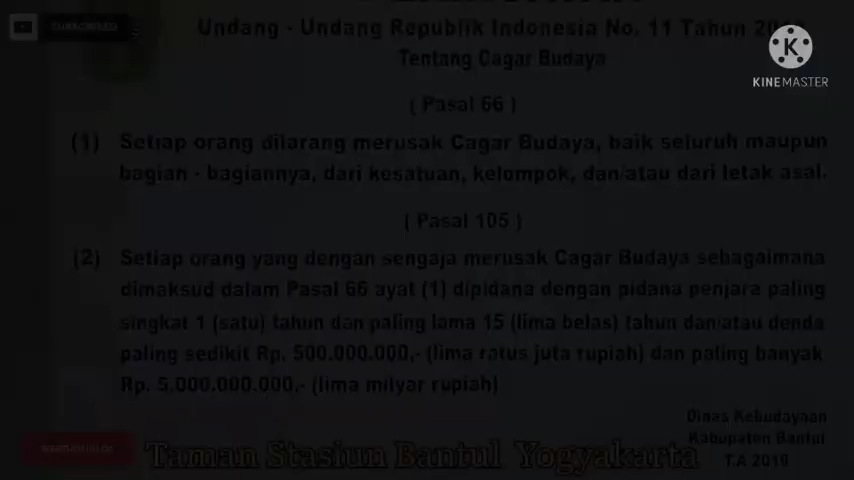 Undang - Undang Republik Indonesia No. 11 Tahun
KINEMASTER
Tentang Cagar Budaya
( Pasal 66 )
(1) Setiap orang dilarang merusak Cagar Budaya, baik seluruh maupun
bagian - bagiannya, dari kesatuan, kelompok, dan/atau dari letak asal.
( Pasal 105 )
(2) Setiap orang yang dengan sengaja merusak Cagar Budaya sebagaimana
dimaksud dalam Pasal 66 ayat (1) dipidana dengan pidana penjara paling
singkat 1 (satu) tahun dan paling lama 15 (lima belas) tahun dan/atau denda
paling sedikit Rp. 500.000.000,- (lima ratus juta rupiah) dan paling banyak
Rp. 5.000.000.000,- (lima milyar rupiah)
Dinas Kebudayaan
Kabupaten Bantul
T.A 2019
Taman Stasiun Bantul Yogyakarta